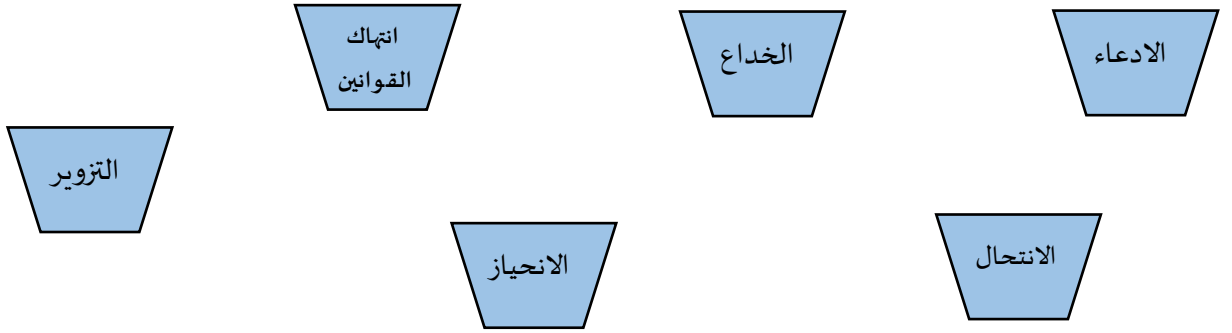 الادعاء
الخداع
انتهاك
القوانين
التزوير
الانتحال
الانحياز